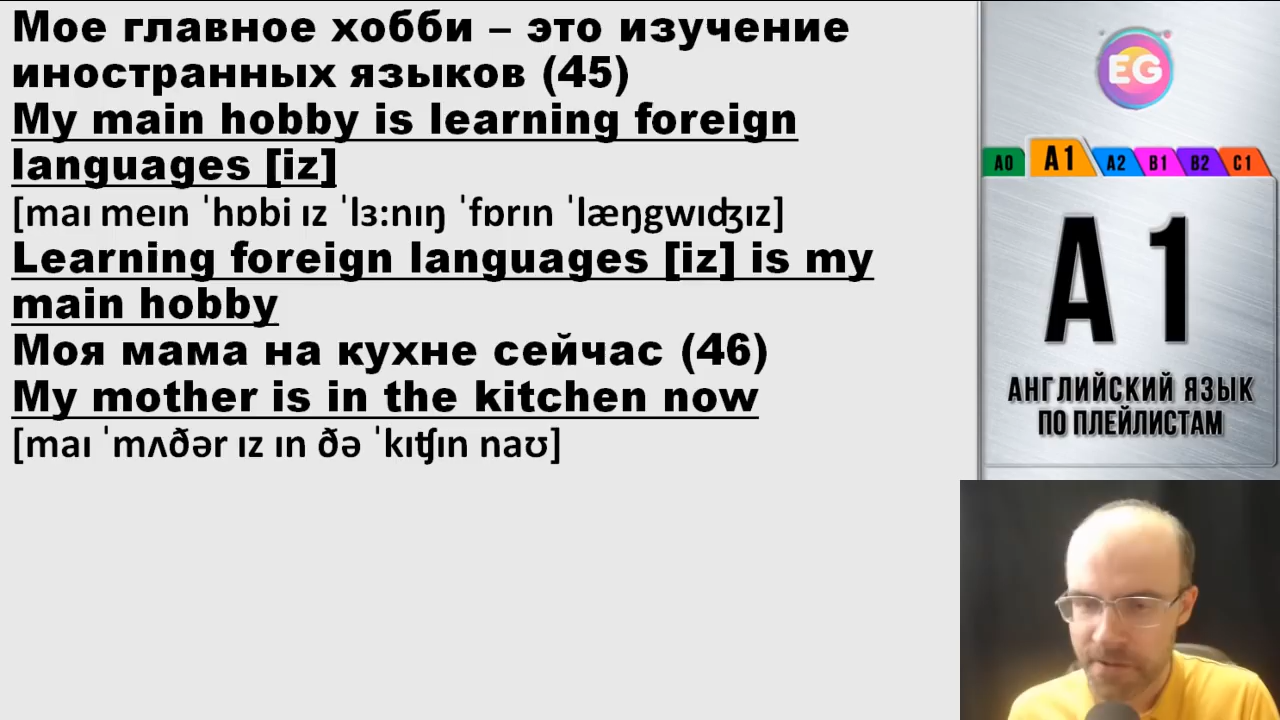 Мое главное хобби – это изучение
иностранных языков (45)
My main hobby is learning foreign
languages [iz]
[maɪ meɪn ˈhɒbi ɪz ˈlɜ:nɪŋ ˈfɒrɪn ˈlæŋgwɪʤɪz]
Learning foreign languages [iz] is my
main hobby
Моя мама на кухне сейчас (46)
My mother is in the kitchen now
[maɪ ˈmʌðər ɪz ɪn ðə ˈkɪʧɪn naʊ]
EG
A0 A1 A2 B1 B2 C1
A 1
АНГЛИЙСКИЙ ЯЗЫК
ПО ПЛЕЙЛИСТАМ